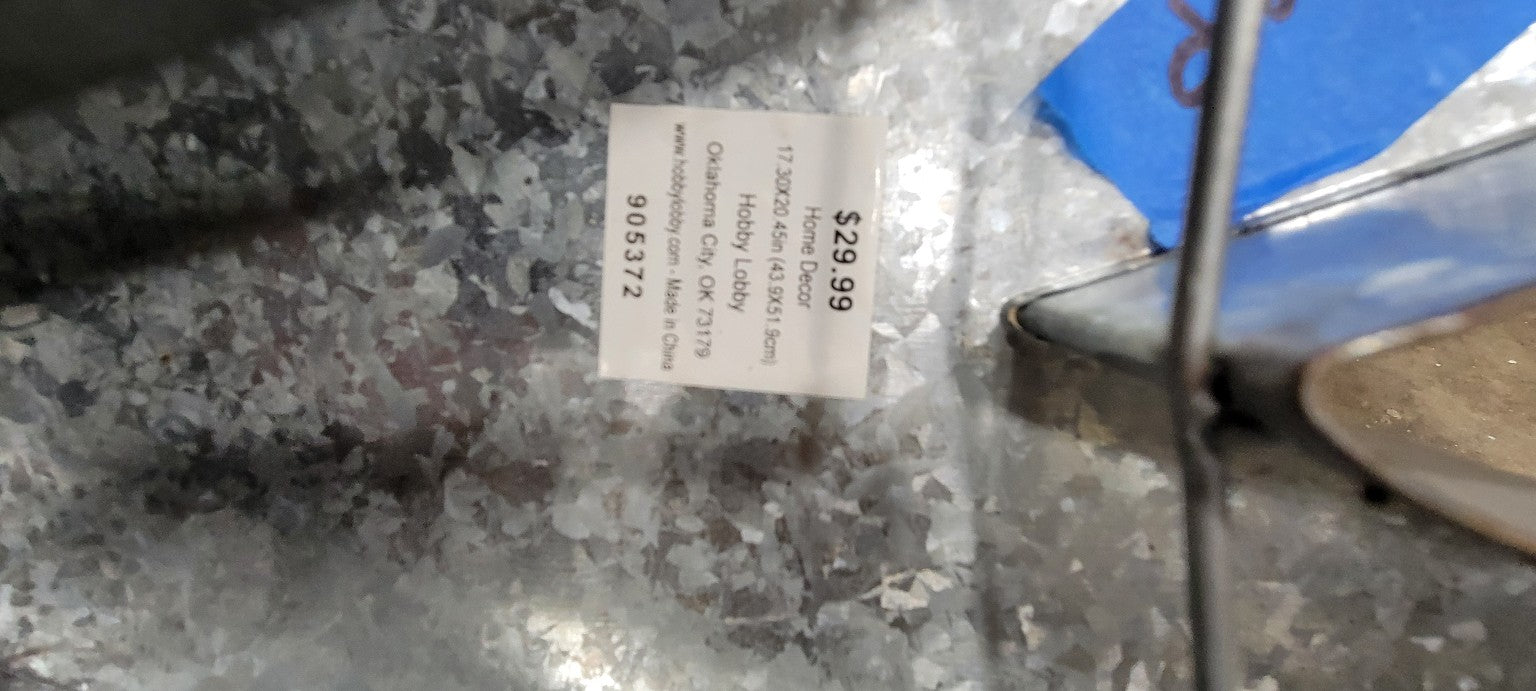 $29.99
Home Decor
17.30X20.45in (43.9X51.9cm)
Hobby Lobby
Oklahoma City, OK 73179
www.hobbylobby.com - Made in China
905372